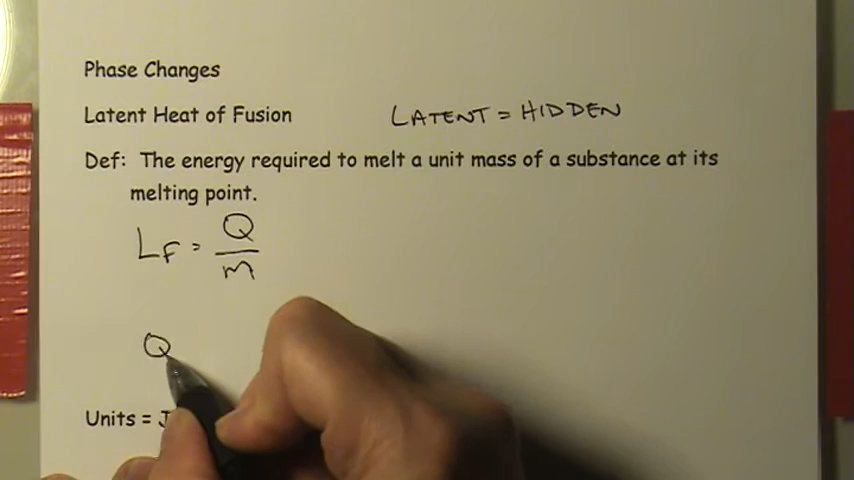 Phase Changes
Latent Heat of Fusion LATENT = HIDDEN
Def: The energy required to melt a unit mass of a substance at its
melting point.
LF = Q/m
Q
Units = J